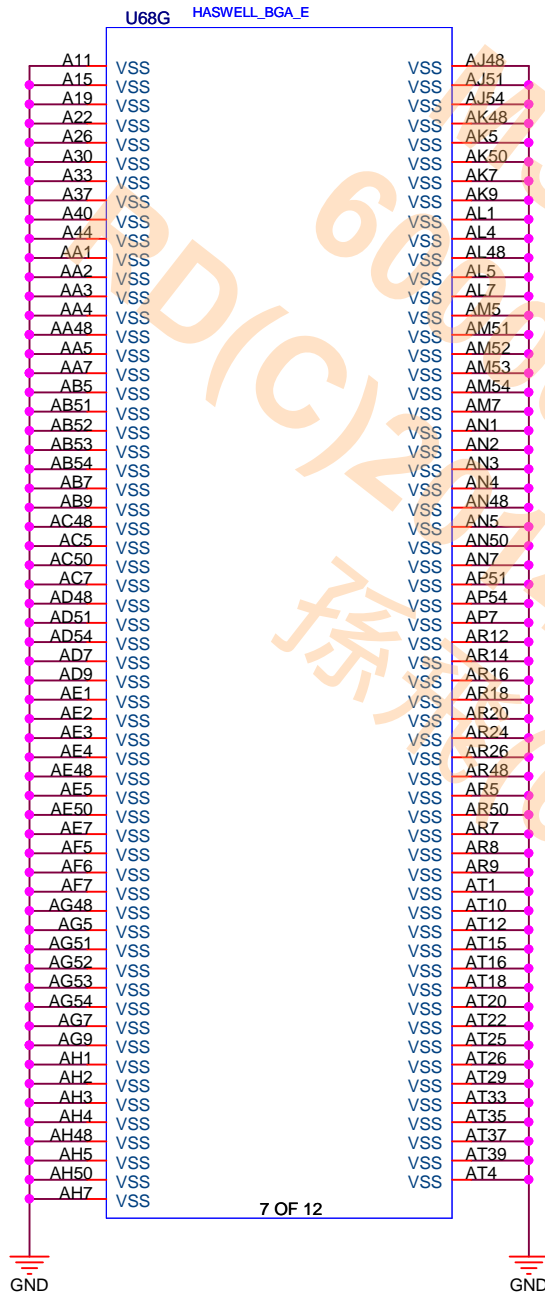 U68G HASWELL_BGA_E
A11 VSS VSS AJ48
A15 VSS VSS AJ51
A19 VSS VSS AJ54
A22 VSS VSS AK48
A26 VSS VSS AK5
A30 VSS VSS AK50
A33 VSS VSS AK7
A37 VSS VSS AK9
A40 VSS VSS AL1
A44 VSS VSS AL4
AA1 VSS VSS AL48
AA2 VSS VSS AL5
AA3 VSS VSS AL7
AA4 VSS VSS AM5
AA48 VSS VSS AM51
AA5 VSS VSS AM52
AA7 VSS VSS AM53
AB5 VSS VSS AM54
AB51 VSS VSS AM7
AB52 VSS VSS AN1
AB53 VSS VSS AN2
AB54 VSS VSS AN3
AB7 VSS VSS AN4
AB9 VSS VSS AN48
AC48 VSS VSS AN5
AC5 VSS VSS AN50
AC50 VSS VSS AN7
AC7 VSS VSS AP51
AD48 VSS VSS AP54
AD51 VSS VSS AP7
AD54 VSS VSS AR12
AD7 VSS VSS AR14
AD9 VSS VSS AR16
AE1 VSS VSS AR18
AE2 VSS VSS AR20
AE3 VSS VSS AR24
AE4 VSS VSS AR26
AE48 VSS VSS AR48
AE5 VSS VSS AR5
AE50 VSS VSS AR50
AE7 VSS VSS AR7
AF5 VSS VSS AR8
AF6 VSS VSS AR9
AF7 VSS VSS AT1
AG48 VSS VSS AT10
AG5 VSS VSS AT12
AG51 VSS VSS AT15
AG52 VSS VSS AT16
AG53 VSS VSS AT18
AG54 VSS VSS AT20
AG7 VSS VSS AT22
AG9 VSS VSS AT25
AH1 VSS VSS AT26
AH2 VSS VSS AT29
AH3 VSS VSS AT33
AH4 VSS VSS AT35
AH48 VSS VSS AT37
AH5 VSS VSS AT39
AH50 VSS VSS AT4
AH7 VSS
7 OF 12
GND GND
RD(C)201